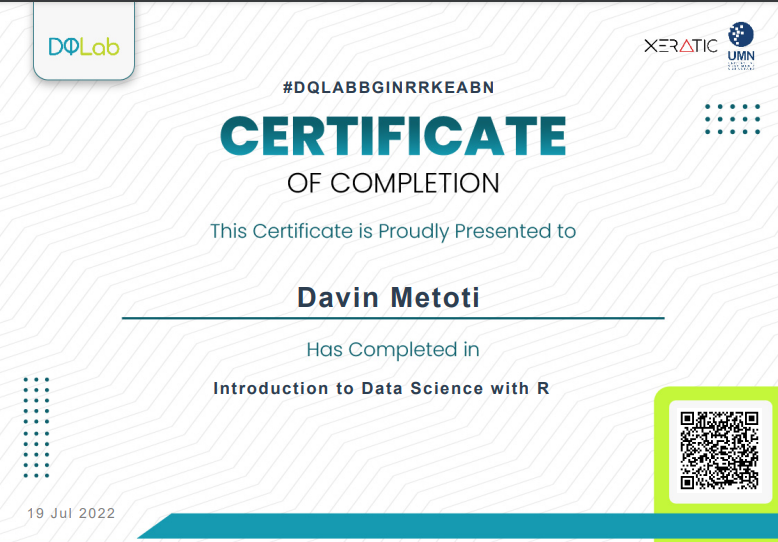 DQLab
XERATIC
UMN
#DQLABBGINRRKEABN
CERTIFICATE
OF COMPLETION
This Certificate is Proudly Presented to
Davin Metoti
Has Completed in
Introduction to Data Science with R
19 Jul 2022